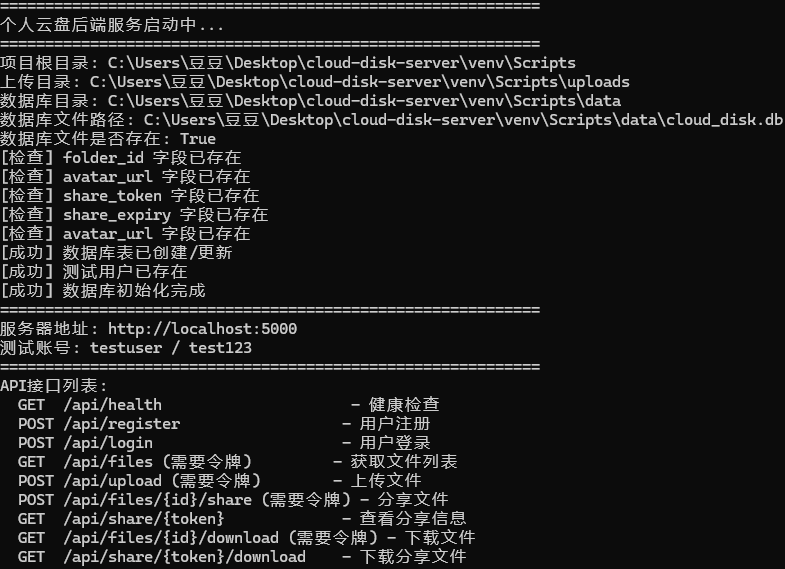 ============================================================
个人云盘后端服务启动中...
============================================================
项目根目录: C:\Users\豆豆\Desktop\cloud-disk-server\venv\Scripts
上传目录: C:\Users\豆豆\Desktop\cloud-disk-server\venv\Scripts\uploads
数据库目录: C:\Users\豆豆\Desktop\cloud-disk-server\venv\Scripts\data
数据库文件路径: C:\Users\豆豆\Desktop\cloud-disk-server\venv\Scripts\data\cloud_disk.db
数据库文件是否存在: True
[检查] folder_id 字段已存在
[检查] avatar_url 字段已存在
[检查] share_token 字段已存在
[检查] share_expiry 字段已存在
[检查] avatar_url 字段已存在
[成功] 数据库表已创建/更新
[成功] 测试用户已存在
[成功] 数据库初始化完成
============================================================
服务器地址: http://localhost:5000
测试账号: testuser / test123
============================================================
API接口列表:
  GET  /api/health                     - 健康检查
  POST /api/register                  - 用户注册
  POST /api/login                     - 用户登录
  GET  /api/files (需要令牌)         - 获取文件列表
  POST /api/upload (需要令牌)        - 上传文件
  POST /api/files/{id}/share (需要令牌) - 分享文件
  GET  /api/share/{token}             - 查看分享信息
  GET  /api/files/{id}/download (需要令牌) - 下载文件
  GET  /api/share/{token}/download    - 下载分享文件